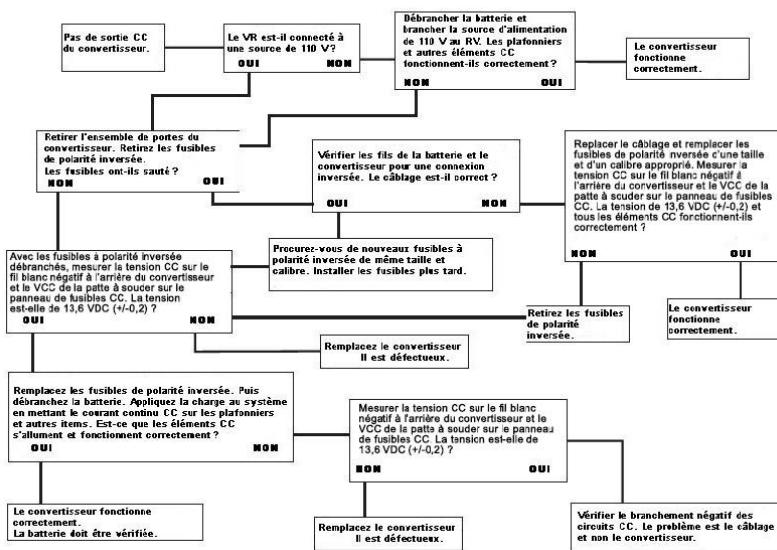 Pas de sortie CC
du convertisseur.
Le VR est-il connecté à
une source de 110 V?
OUI NON
Débrancher la batterie et
brancher la source d'alimentation
de 110 V au RV. Les plafonniers
et autres éléments CC
fonctionnent-ils correctement ?
NON OUI
Le convertisseur
fonctionne
correctement.
Retirer l'ensemble de portes du
convertisseur. Retirez les fusibles
de polarité inversée.
Les fusibles ont-ils sauté ?
NON OUI
Vérifier les fils de la batterie et le
convertisseur pour une connexion
inversée. Le câblage est-il correct ?
OUI NON
Replacer le câblage et remplacer les
fusibles de polarité inversée d'une taille
et d'un calibre approprié. Mesurer la
tension CC sur le fil blanc négatif à
l'arrière du convertisseur et le VCC de la
patte à souder sur le panneau de fusibles
CC. La tension de 13,6 VDC (+/-0,2) et
tous les éléments CC fonctionnent-ils
correctement ?
NON OUI
Avec les fusibles à polarité inversée
débranchés, mesurer la tension CC sur le
fil blanc négatif à l'arrière du convertisseur
et le VCC de la patte à souder sur le
panneau de fusibles CC. La tension
est-elle de 13,6 VDC (+/-0,2) ?
OUI NON
Procurez-vous de nouveaux fusibles à
polarité inversée de même taille et
calibre. Installer les fusibles plus tard.
Retirez les fusibles
de polarité
inversée.
Le convertisseur
fonctionne
correctement.
Remplacez le convertisseur
Il est défectueux.
Remplacez les fusibles de polarité inversée. Puis
débranchez la batterie. Appliquez la charge au système
en mettant le courant continu CC sur les plafonniers
et autres items. Est-ce que les éléments CC
s'allument et fonctionnent correctement ?
OUI NON
Mesurer la tension CC sur le fil blanc
négatif à l'arrière du convertisseur et le
VCC de la patte à souder sur le panneau
de fusibles CC. La tension est-elle de
13,6 VDC (+/-0,2) ?
NON OUI
Le convertisseur fonctionne
correctement.
La batterie doit être vérifiée.
Remplacez le convertisseur
Il est défectueux.
Vérifier le branchement négatif des
circuits CC. Le problème est le câblage
et non le convertisseur.